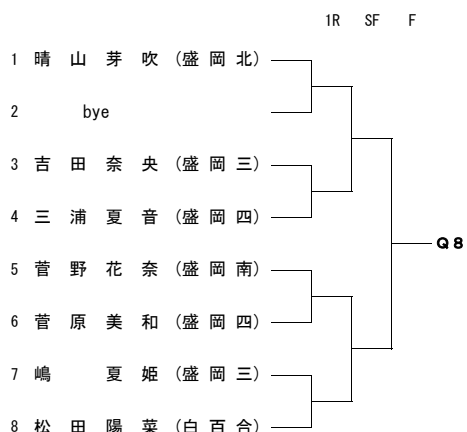 1R SF F
1 晴 山 芽 吹 (盛 岡 北)
2 bye
3 吉 田 奈 央 (盛 岡 三)
4 三 浦 夏 音 (盛 岡 四)
Q8
5 菅 野 花 奈 (盛 岡 南)
6 菅 原 美 和 (盛 岡 四)
7 嶋 夏 姫 (盛 岡 三)
8 松 田 陽 菜 (白 百 合)